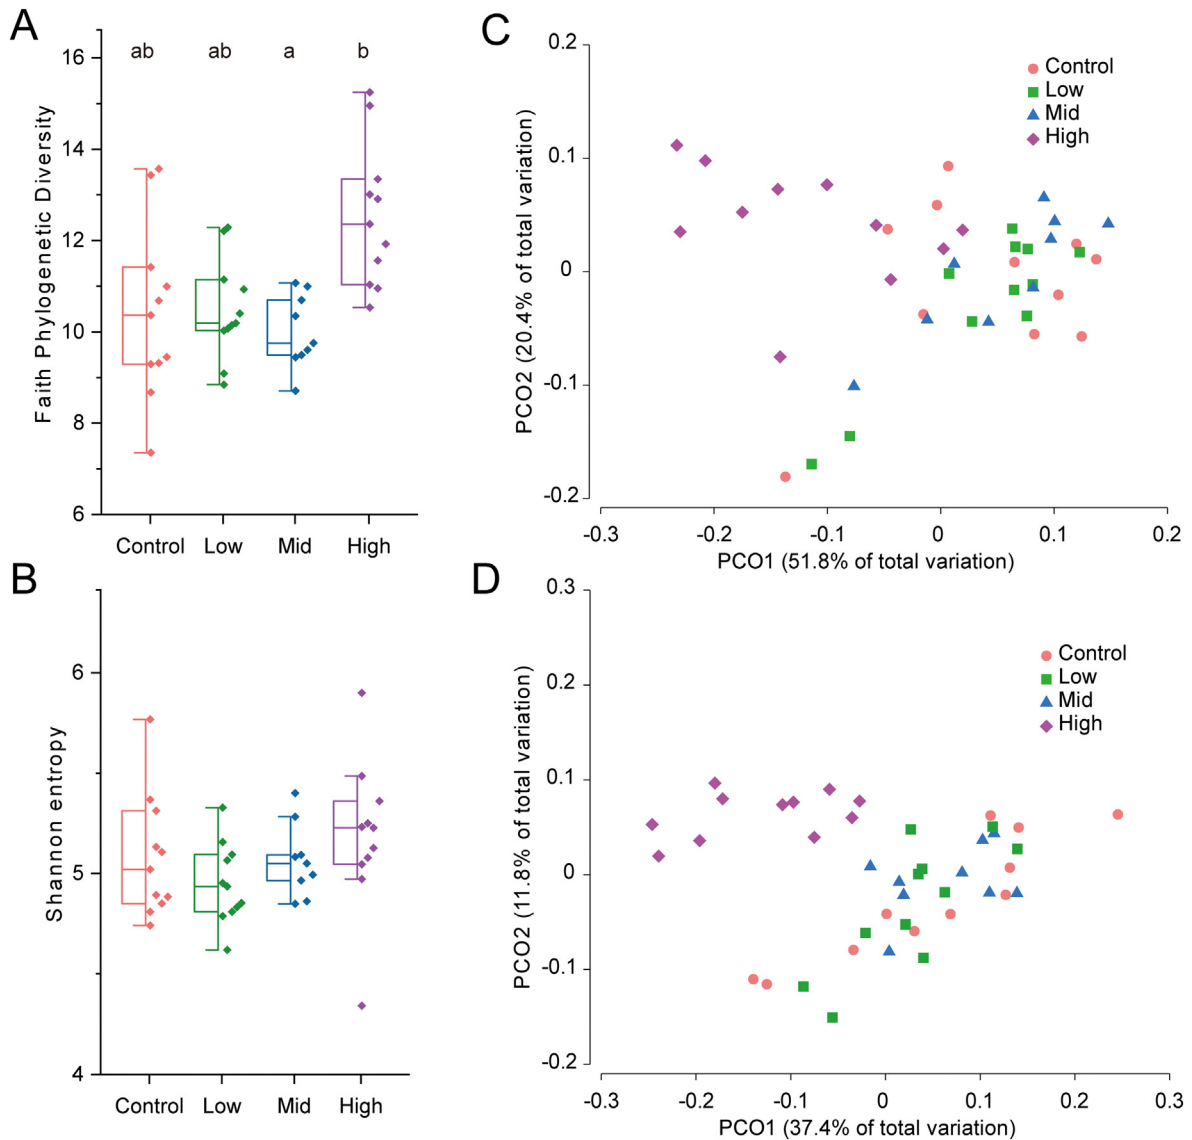 A
Faith Phylogenetic Diversity
16
14
12
10
8
6
ab
ab
a
b
Control
Low
Mid
High
C
PCO2 (20.4% of total variation)
0.2
0.1
0
-0.1
-0.2
Control
Low
Mid
High
-0.3
-0.2
-0.1
0
0.1
0.2
PCO1 (51.8% of total variation)
B
Shannon entropy
6
5
4
Control
Low
Mid
High
D
PCO2 (11.8% of total variation)
0.3
0.2
0.1
0
-0.1
-0.2
Control
Low
Mid
High
-0.3
-0.2
-0.1
0
0.1
0.2
0.3
PCO1 (37.4% of total variation)